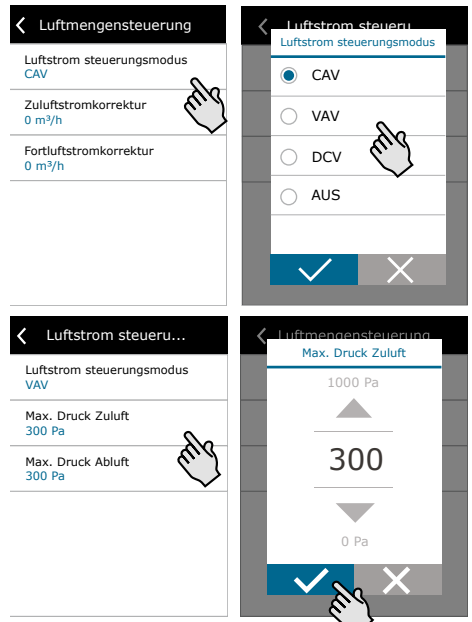 Luftmengensteuerung
Luftstrom steuerungsmodus
CAV
Zuluftstromkorrektur
0 m³/h
Fortluftstromkorrektur
0 m³/h
Luftstrom steueru
Luftstrom steuerungsmodus
CAV
VAV
DCV
AUS
Luftstrom steueru...
Luftstrom steuerungsmodus
VAV
Max. Druck Zuluft
300 Pa
Max. Druck Abluft
300 Pa
Luftmengensteuerung
Max. Druck Zuluft
1000 Pa
300
0 Pa